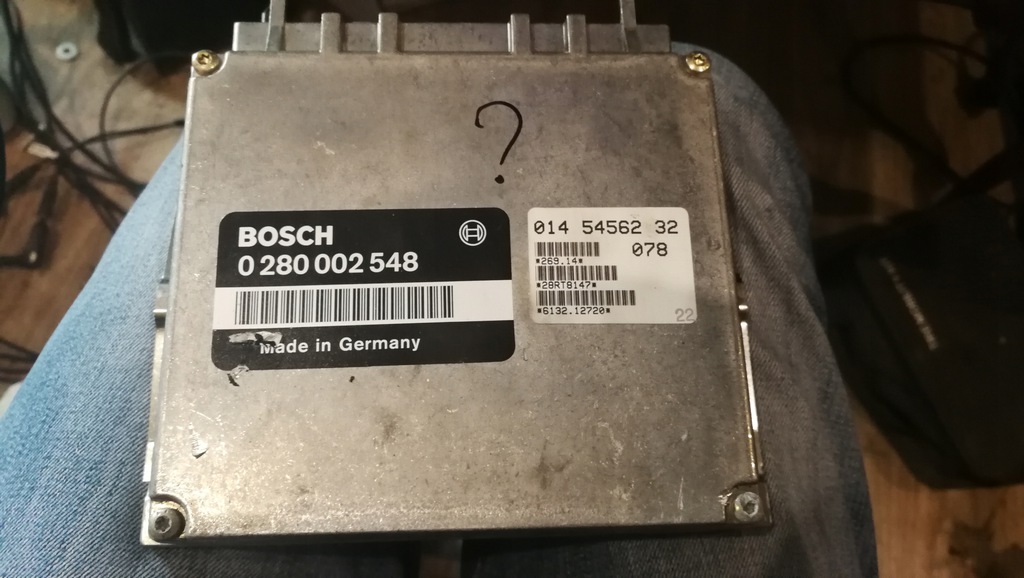 ?
BOSCH
0 280 002 548
Made in Germany
014 54562 32
078
*269.14*
*28RT8147*
*6132.12720*
22